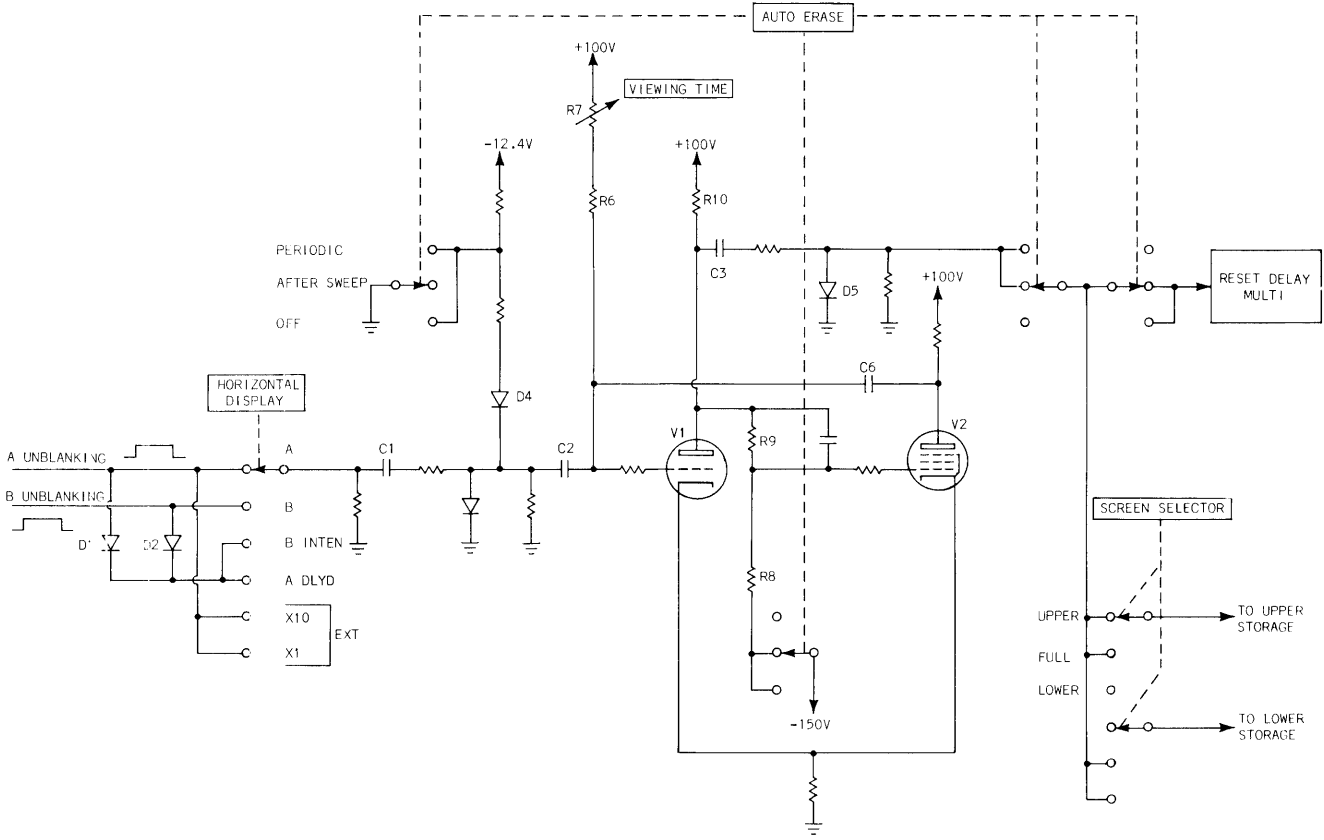 AUTO ERASE
+100V
VIEWING TIME
R7
-12.4V
+100V
R6
R10
PERIODIC
AFTER SWEEP
OFF
C3
D5
+100V
RESET DELAY
MULTI
C6
HORIZONTAL
DISPLAY
D4
V1
V2
R9
A UNBLANKING
A
C1
C2
B UNBLANKING
B
SCREEN SELECTOR
D1
D2
B INTEN
A DLYD
R8
X10
EXT
X1
UPPER
TO UPPER
STORAGE
FULL
LOWER
-150V
TO LOWER
STORAGE